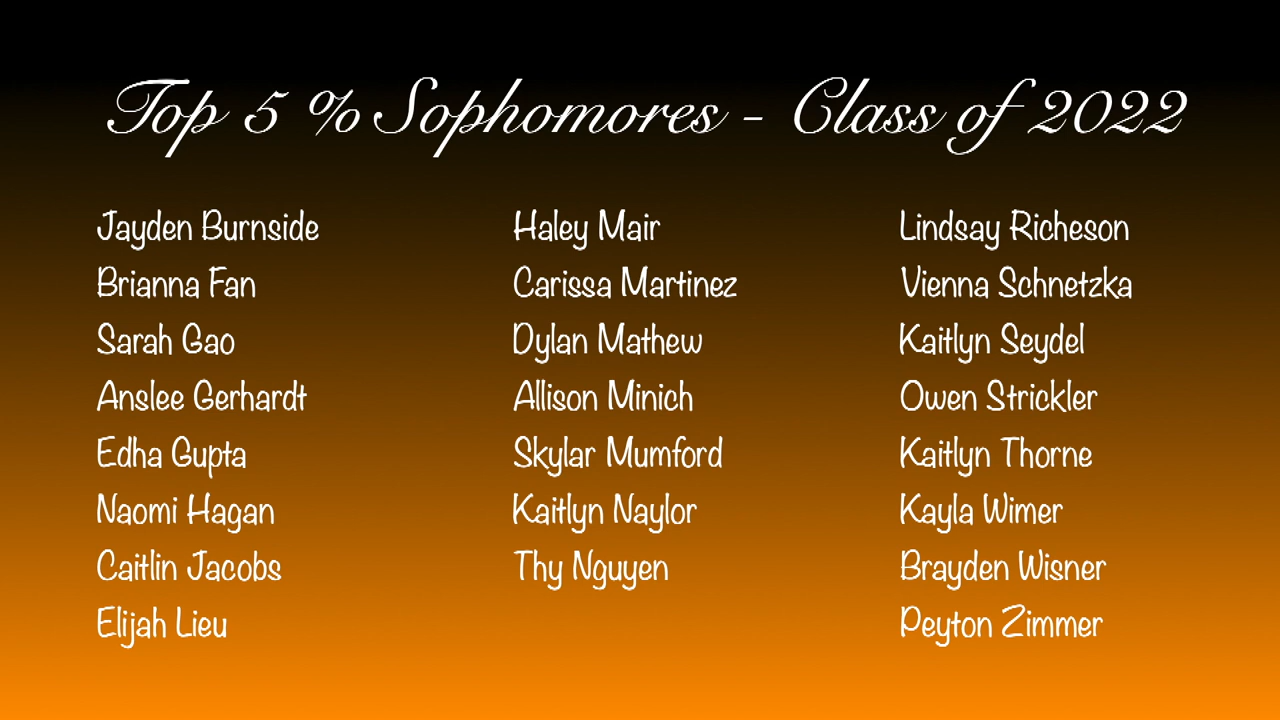 Top 5 % Sophomores - Class of 2022
Jayden Burnside
Brianna Fan
Sarah Gao
Anslee Gerhardt
Edha Gupta
Naomi Hagan
Caitlin Jacobs
Elijah Lieu
Haley Mair
Carissa Martinez
Dylan Mathew
Allison Minich
Skylar Mumford
Kaitlyn Naylor
Thy Nguyen
Lindsay Richeson
Vienna Schnetzka
Kaitlyn Seydel
Owen Strickler
Kaitlyn Thorne
Kayla Wimer
Brayden Wisner
Peyton Zimmer